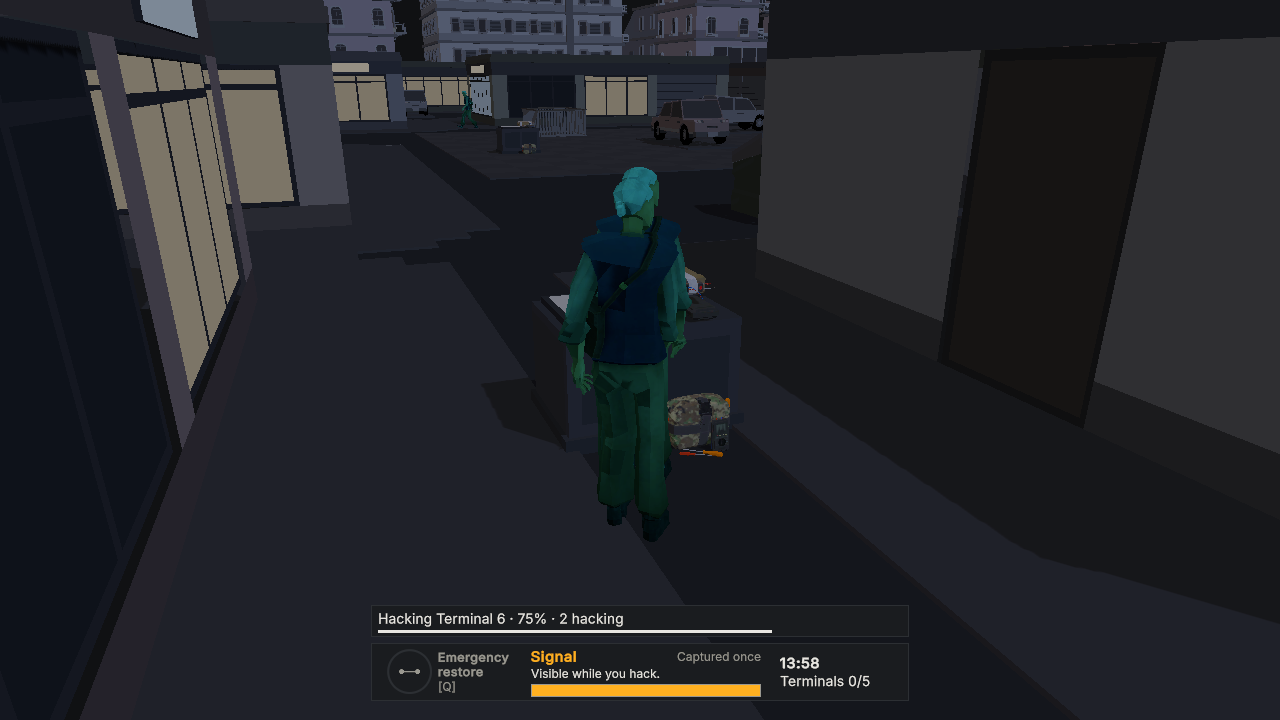 Hacking Terminal 6 · 75% · 2 hacking
Emergency
restore
[Q]
Signal
Captured once
Visible while you hack.
13:58
Terminals 0/5